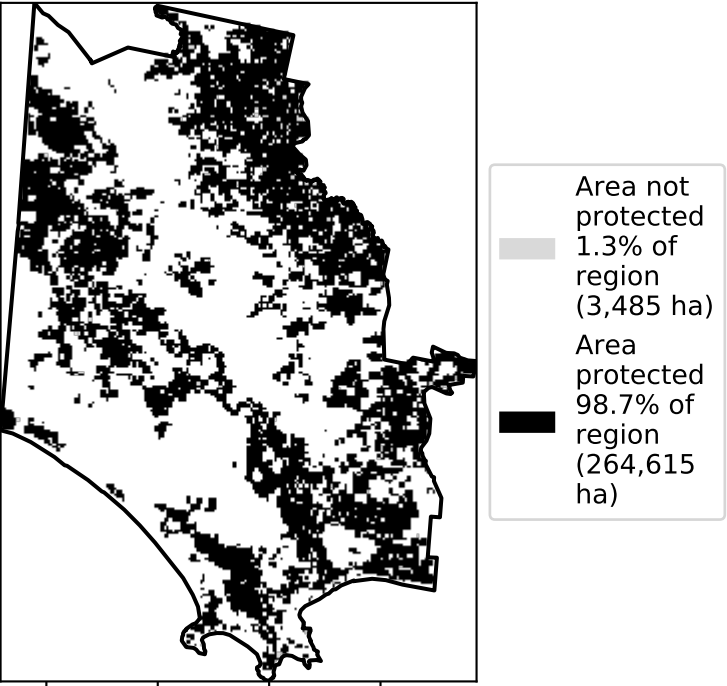 Area not
protected
1.3% of
region
(3,485 ha)
Area
protected
98.7% of
region
(264,615
ha)